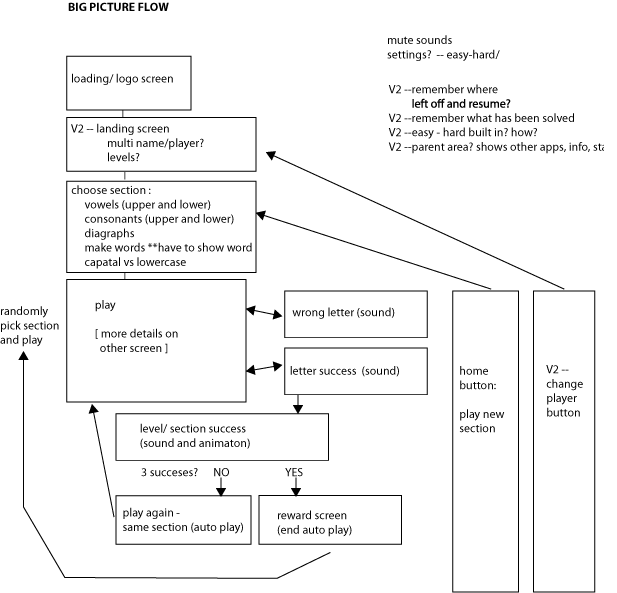 BIG PICTURE FLOW
mute sounds
settings? -- easy-hard/
V2 --remember where
left off and resume?
V2 --remember what has been solved
V2 --easy - hard built in? how?
V2 --parent area? shows other apps, info,
loading/ logo screen
V2 -- landing screen
multi name/player?
levels?
choose section :
vowels (upper and lower)
consonants (upper and lower)
diagraphs
make words **have to show word
capatal vs lowercase
randomly
pick section
and play
play
[ more details on
other screen ]
wrong letter (sound)
letter success (sound)
home
button:
play new
section
V2 --
change
player
button
level/ section success
(sound and animaton)
3 succeses? NO YES
play again -
same section (auto play)
reward screen
(end auto play)